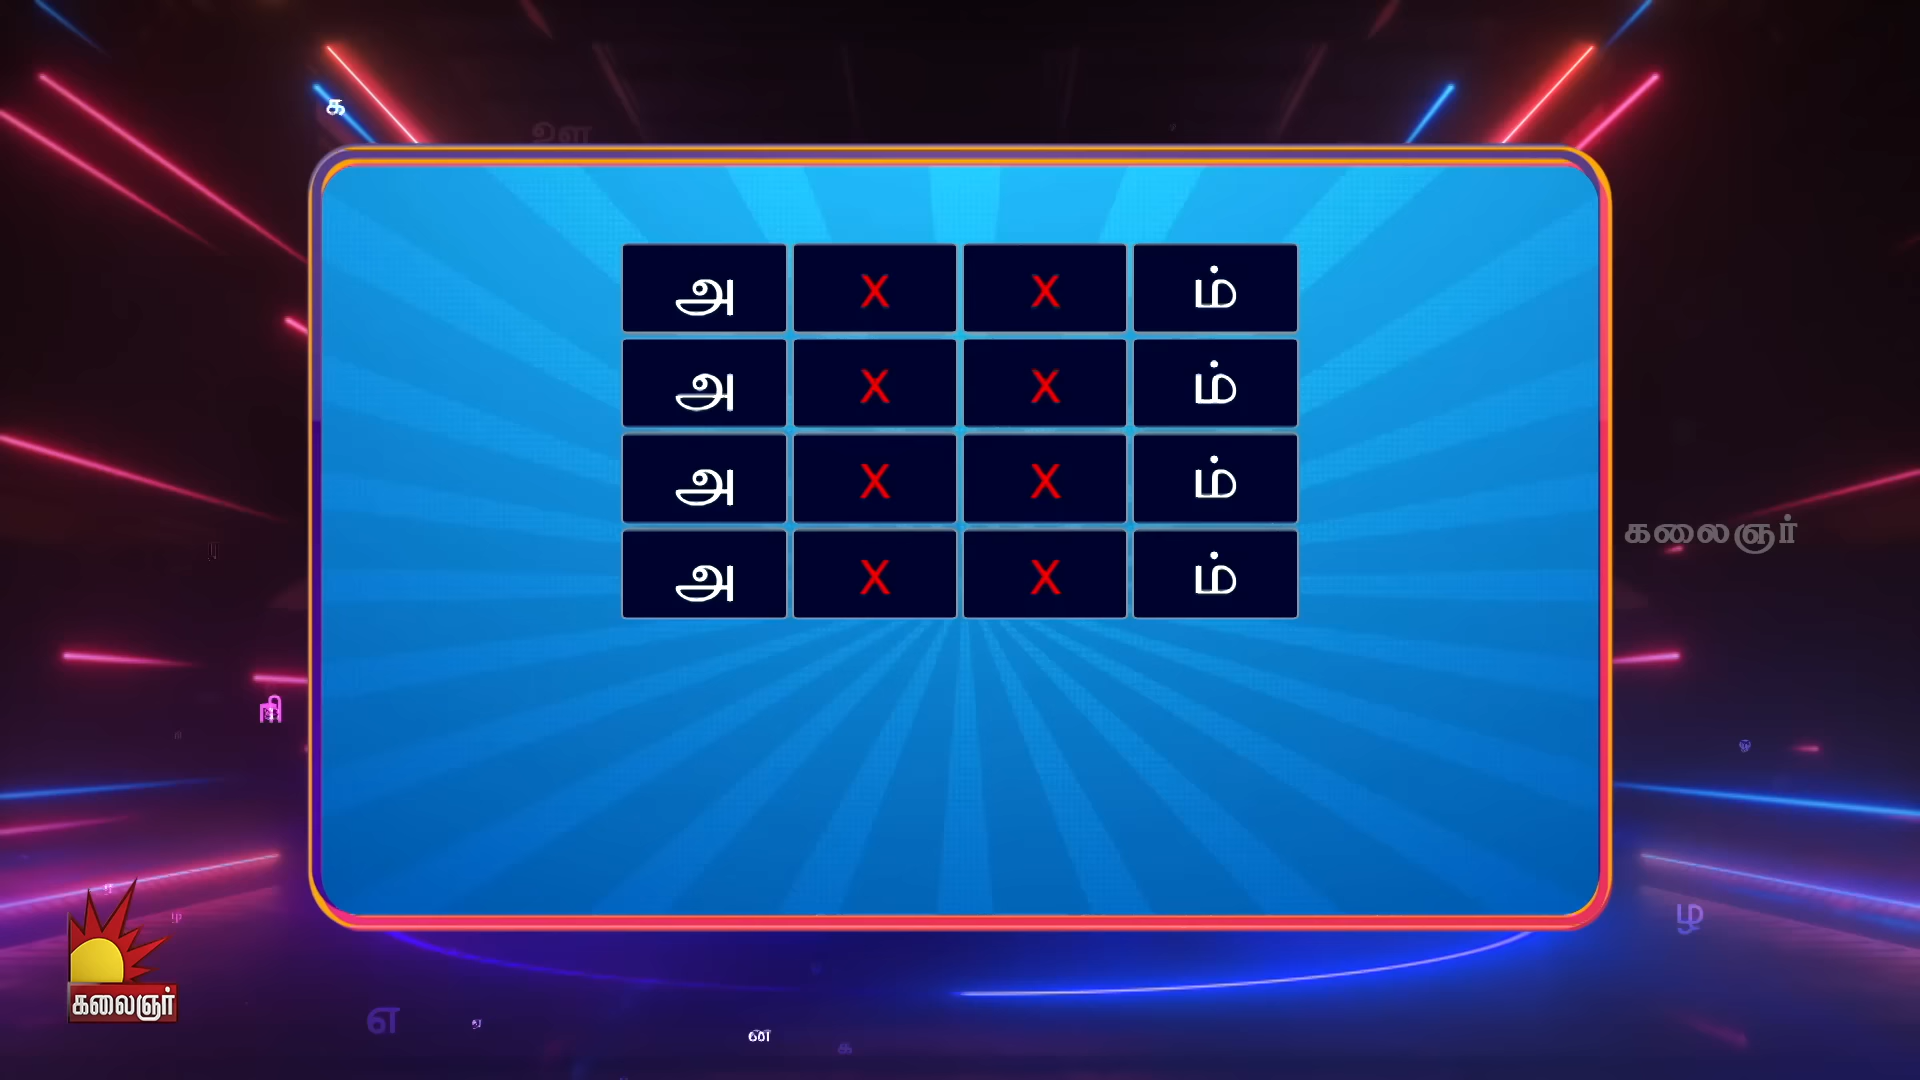 க
ஊ
அ X X ம்
அ X X ம்
அ X X ம்
அ X X ம்
கலைஞர்
ழ
கலைஞர்
எ
ன
க